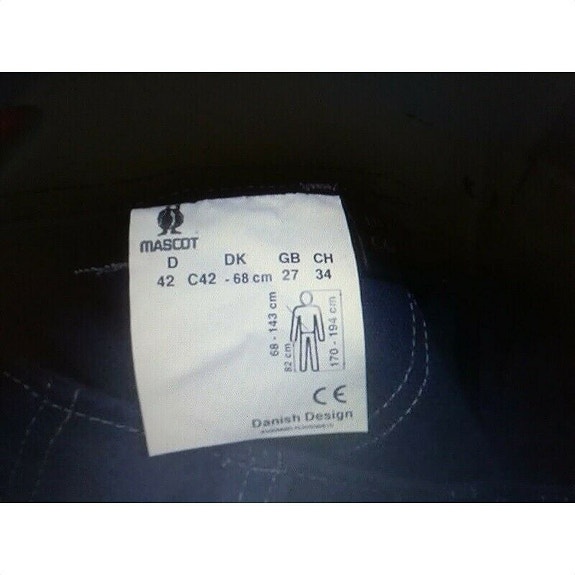 MASCOT
D DK GB CH
42 C42 - 68 cm 27 34
68 - 143 cm
82 cm
170 - 194 cm
CE
Danish Design